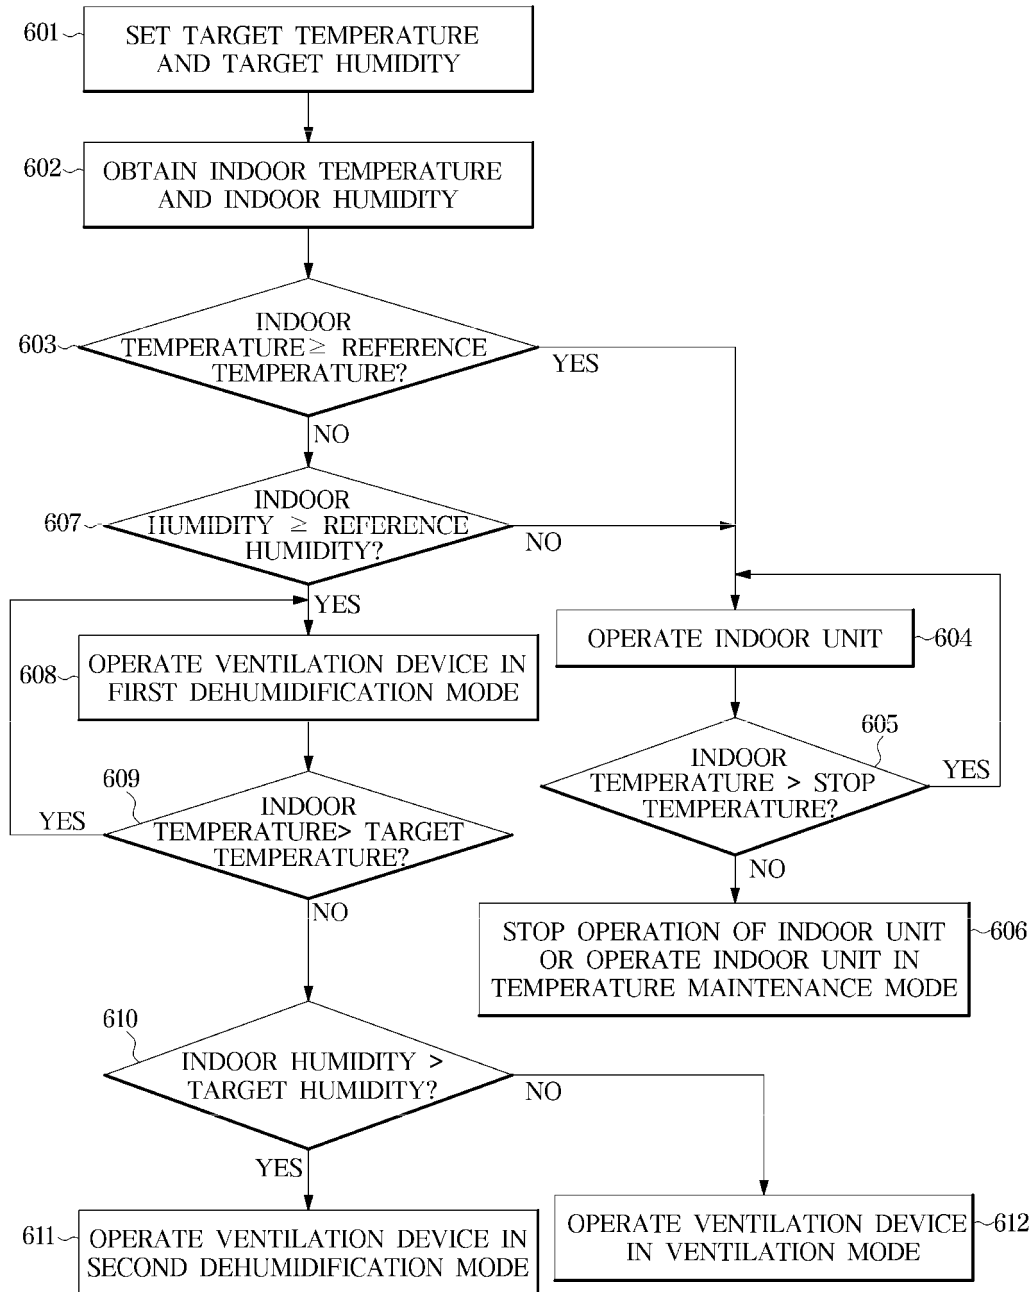 601
SET TARGET TEMPERATURE
AND TARGET HUMIDITY
602
OBTAIN INDOOR TEMPERATURE
AND INDOOR HUMIDITY
603
INDOOR
TEMPERATURE ≥ REFERENCE
TEMPERATURE?
YES
NO
607
INDOOR
HUMIDITY ≥ REFERENCE
HUMIDITY?
NO
YES
OPERATE INDOOR UNIT
604
608
OPERATE VENTILATION DEVICE IN
FIRST DEHUMIDIFICATION MODE
605
INDOOR
TEMPERATURE > STOP
TEMPERATURE?
YES
NO
609
INDOOR
TEMPERATURE> TARGET
TEMPERATURE?
YES
NO
STOP OPERATION OF INDOOR UNIT
OR OPERATE INDOOR UNIT IN
TEMPERATURE MAINTENANCE MODE
606
610
INDOOR HUMIDITY >
TARGET HUMIDITY?
NO
YES
611
OPERATE VENTILATION DEVICE IN
SECOND DEHUMIDIFICATION MODE
OPERATE VENTILATION DEVICE
IN VENTILATION MODE
612